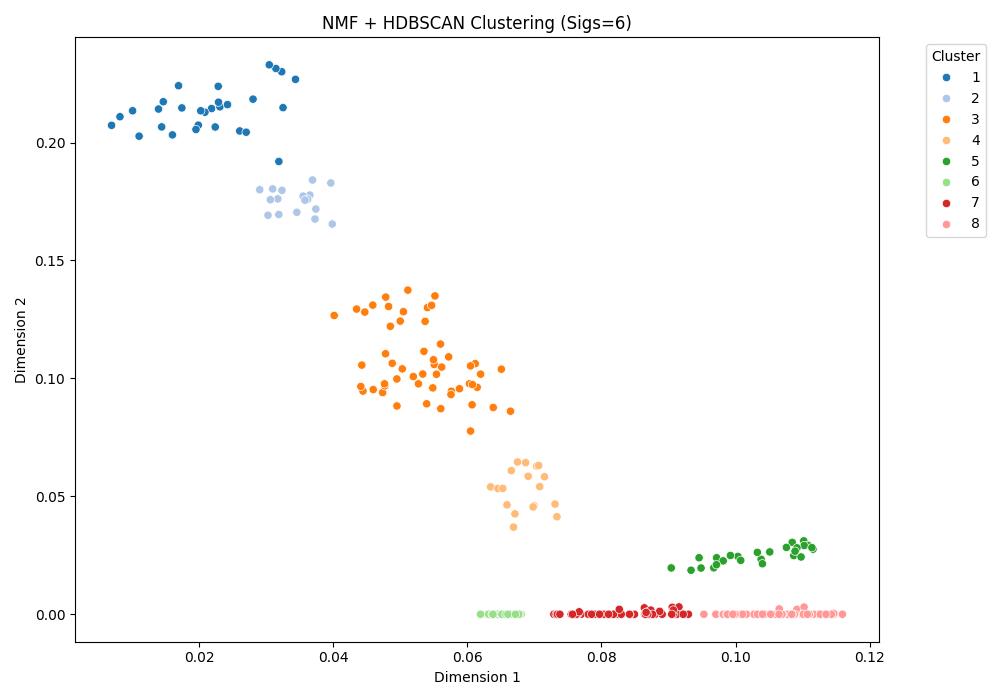 NMF + HDBSCAN Clustering (Sigs=6)
Cluster
1
2
3
4
5
6
7
8
Dimension 2
0.20
0.15
0.10
0.05
0.00
0.02 0.04 0.06 0.08 0.10 0.12
Dimension 1